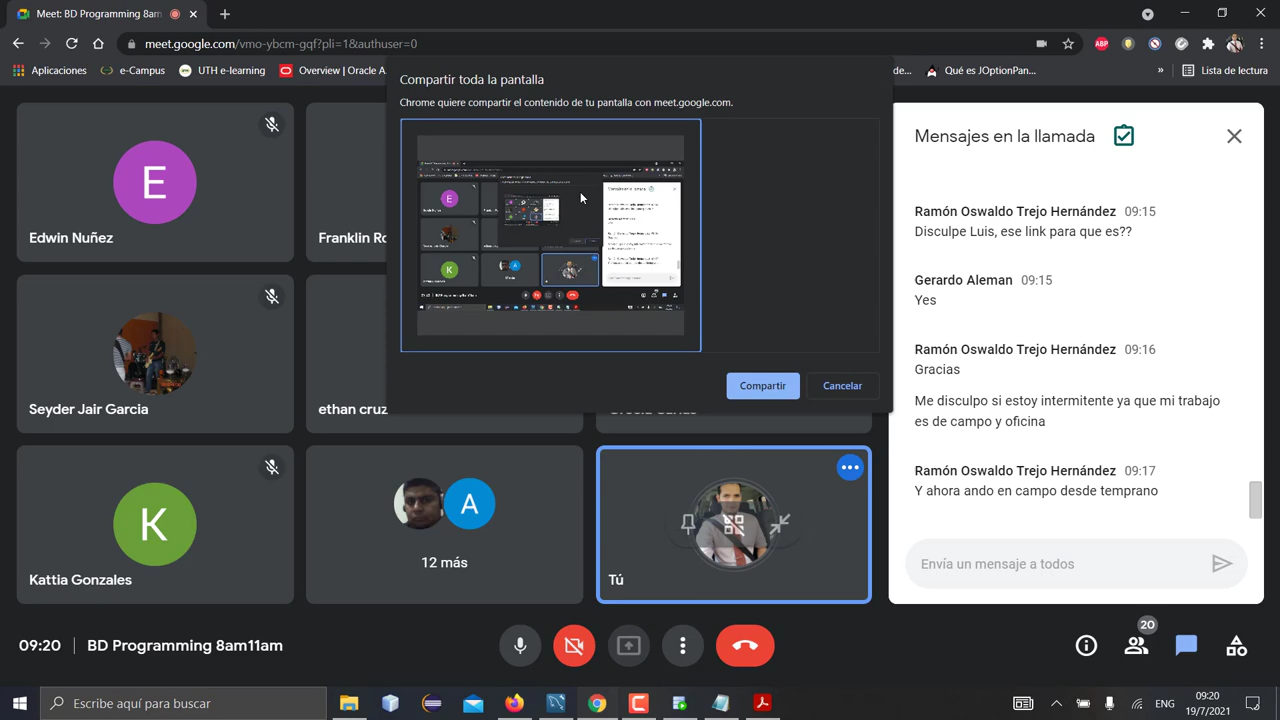 Meet: BD Programming 8am
meet.google.com/vmo-ybcm-gqf?pli=1&authuser=0
Aplicaciones
e-Campus
UTH e-learning
Overview | Oracle A
de...
Qué es JOptionPan...
»
Lista de lectura
Compartir toda la pantalla
Chrome quiere compartir el contenido de tu pantalla con meet.google.com.
Compartir
Cancelar
E
Edwin Nuñez
Franklin R
Seyder Jair Garcia
ethan cruz
K
Kattia Gonzales
A
12 más
Tú
Mensajes en la llamada
Ramón Oswaldo Trejo Hernández 09:15
Disculpe Luis, ese link para que es??
Gerardo Aleman 09:15
Yes
Ramón Oswaldo Trejo Hernández 09:16
Gracias
Me disculpo si estoy intermitente ya que mi trabajo
es de campo y oficina
Ramón Oswaldo Trejo Hernández 09:17
Y ahora ando en campo desde temprano
Envía un mensaje a todos
09:20 | BD Programming 8am11am
20
Escribe aquí para buscar
ENG
09:20
19/7/2021